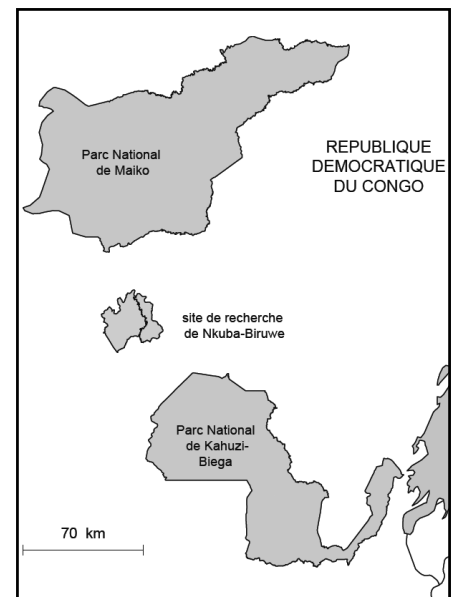 Parc National
de Maiko
REPUBLIQUE
DEMOCRATIQUE
DU CONGO
site de recherche
de Nkuba-Biruwe
Parc National
de Kahuzi-
Biega
70 km